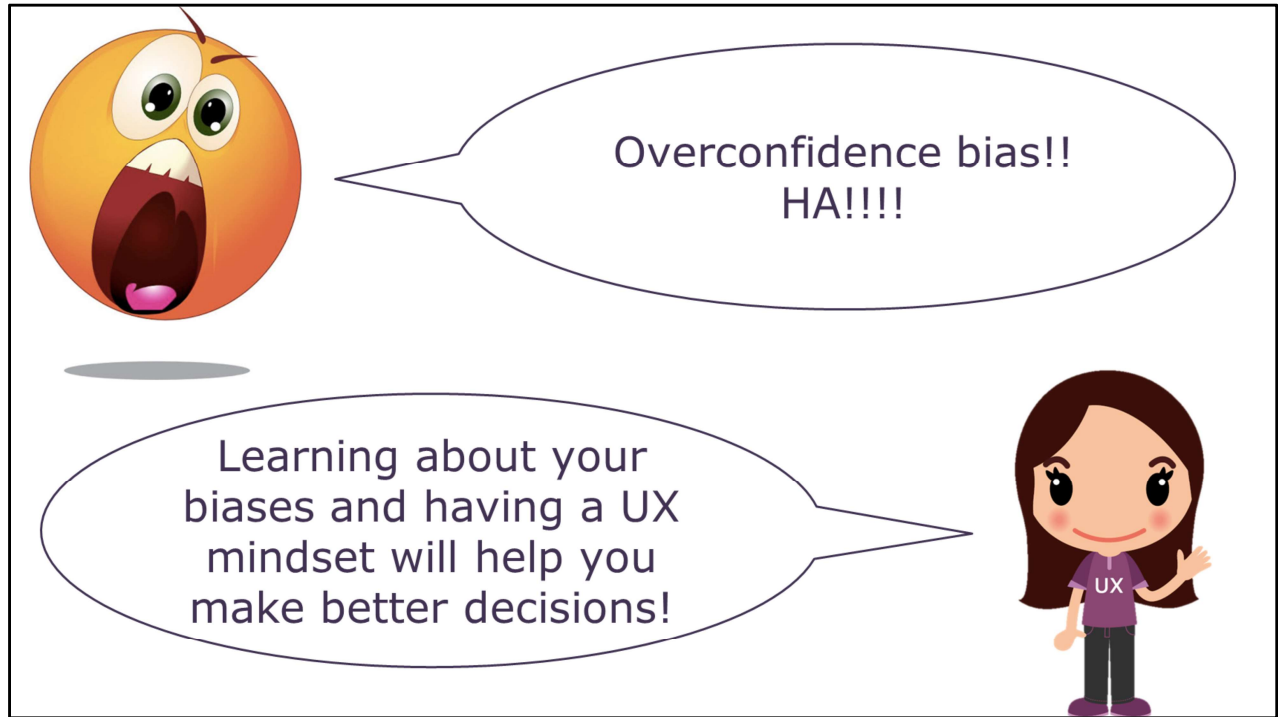 Overconfidence bias!!
HA!!!!
Learning about your
biases and having a UX
mindset will help you
make better decisions!
UX